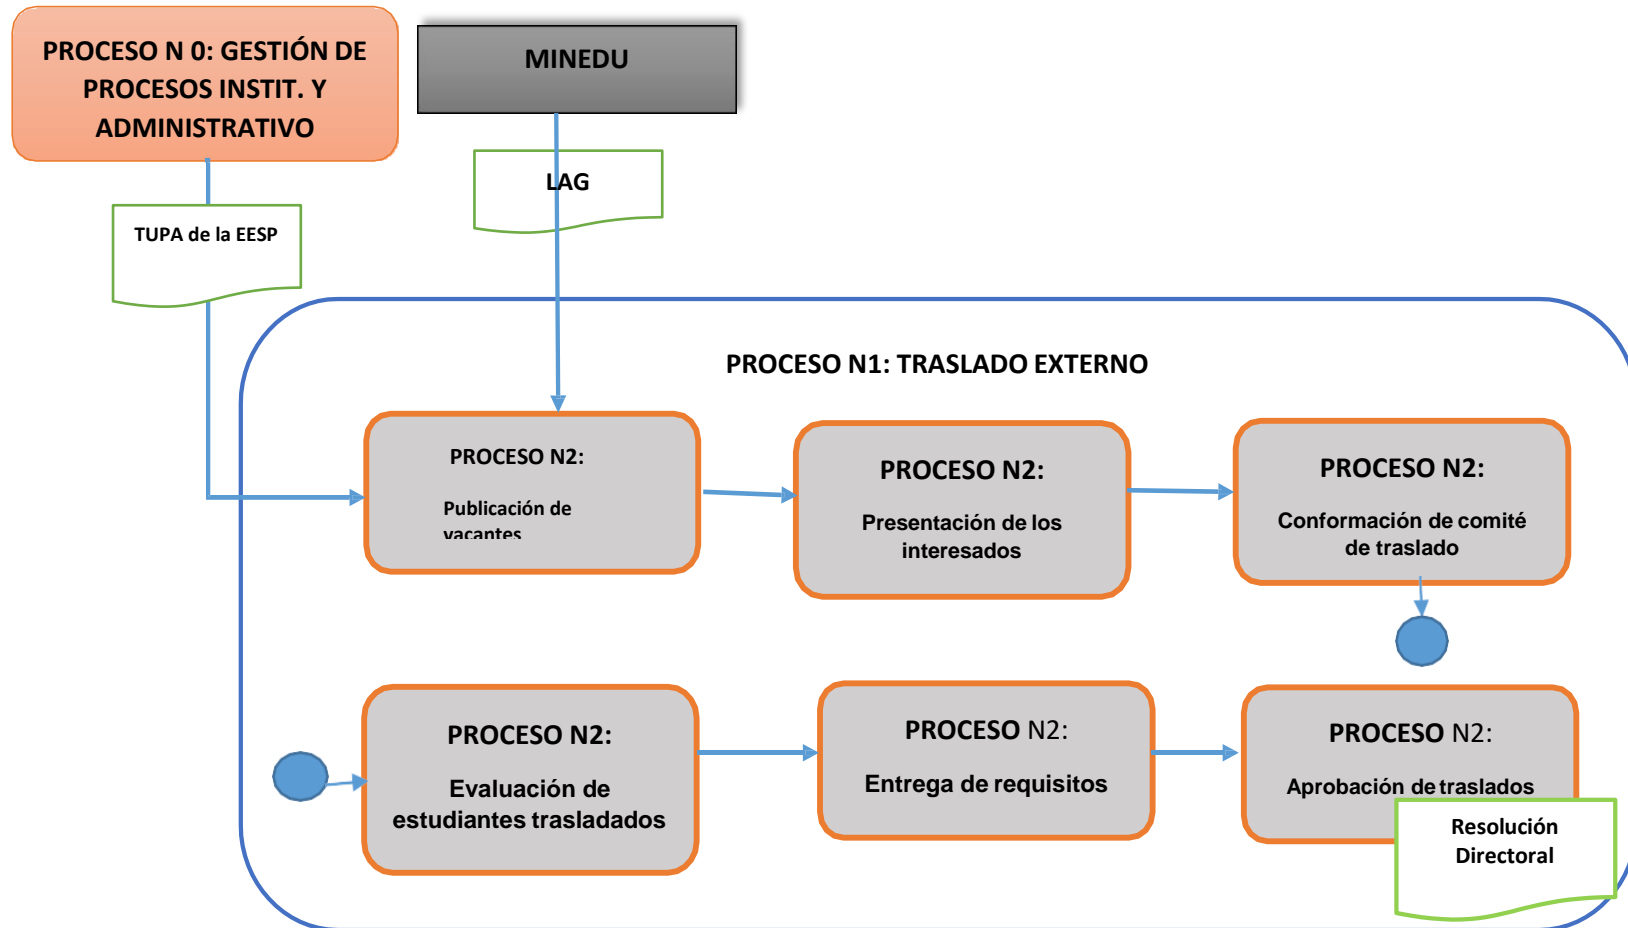 PROCESO N 0: GESTIÓN DE
PROCESOS INSTIT. Y
ADMINISTRATIVO
MINEDU
LAG
TUPA de la EESP
PROCESO N1: TRASLADO EXTERNO
PROCESO N2:
Publicación de
vacantes
PROCESO N2:
Presentación de los
interesados
PROCESO N2:
Conformación de comité
de traslado
PROCESO N2:
Evaluación de
estudiantes trasladados
PROCESO N2:
Entrega de requisitos
PROCESO N2:
Aprobación de traslados
Resolución
Directoral